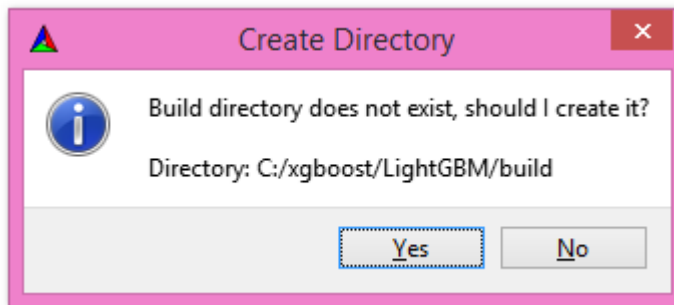 Create Directory
Build directory does not exist, should I create it?
Directory: C:/xgboost/LightGBM/build
Yes
No